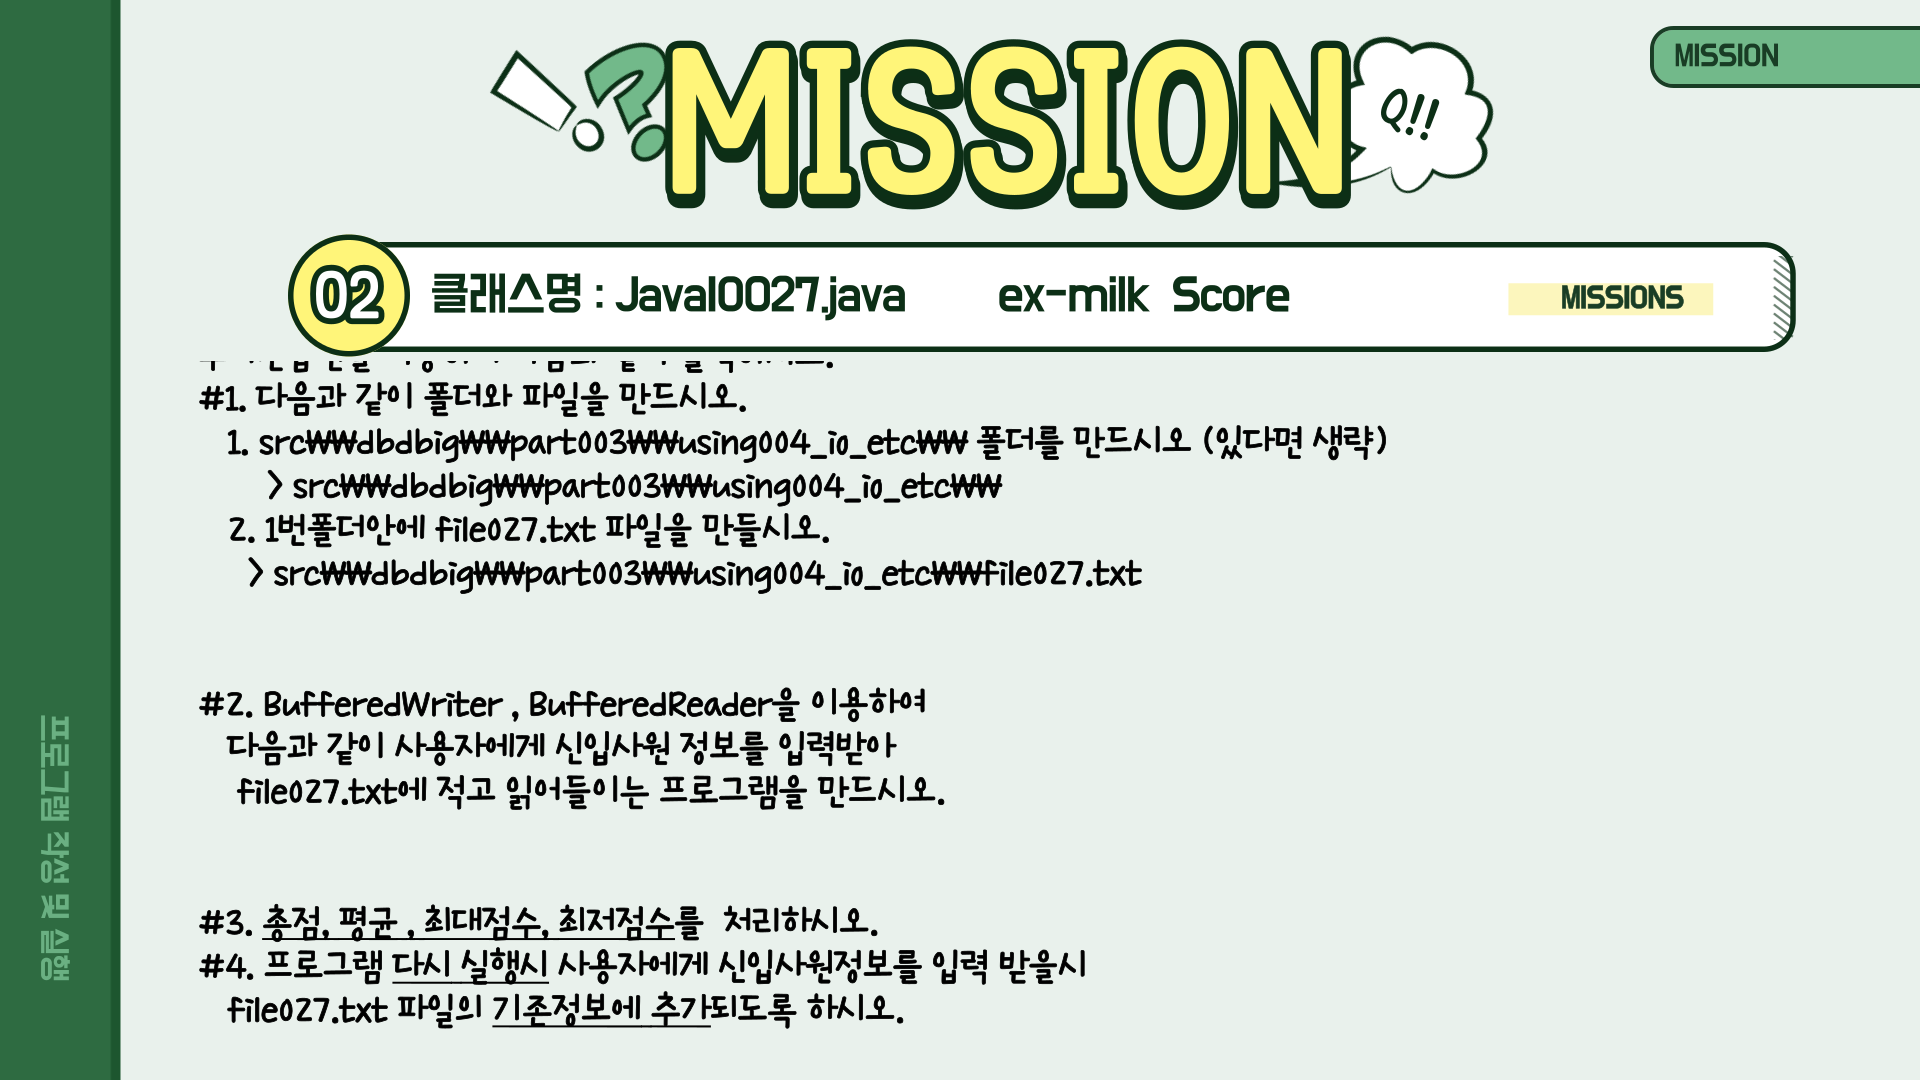 !?MISSION
Q!!
MISSION
02 클래스명 : JavaI0027.java ex-milk Score MISSIONS
#1. 다음과 같이 폴더와 파일을 만드시오.
1. src₩₩dbdbig₩₩part003₩₩using004_io_etc₩₩ 폴더를 만드시오 (있다면 생략)
> src₩₩dbdbig₩₩part003₩₩using004_io_etc₩₩
2. 1번폴더안에 file027.txt 파일을 만들시오.
> src₩₩dbdbig₩₩part003₩₩using004_io_etc₩₩file027.txt
#2. BufferedWriter , BufferedReader을 이용하여
다음과 같이 사용자에게 신입사원 정보를 입력받아
file027.txt에 적고 읽어들이는 프로그램을 만드시오.
#3. 총점, 평균 , 최대점수, 최저점수를 처리하시오.
#4. 프로그램 다시 실행시 사용자에게 신입사원정보를 입력 받을시
file027.txt 파일의 기존정보에 추가되도록 하시오.
프로그램 작성 및 실행